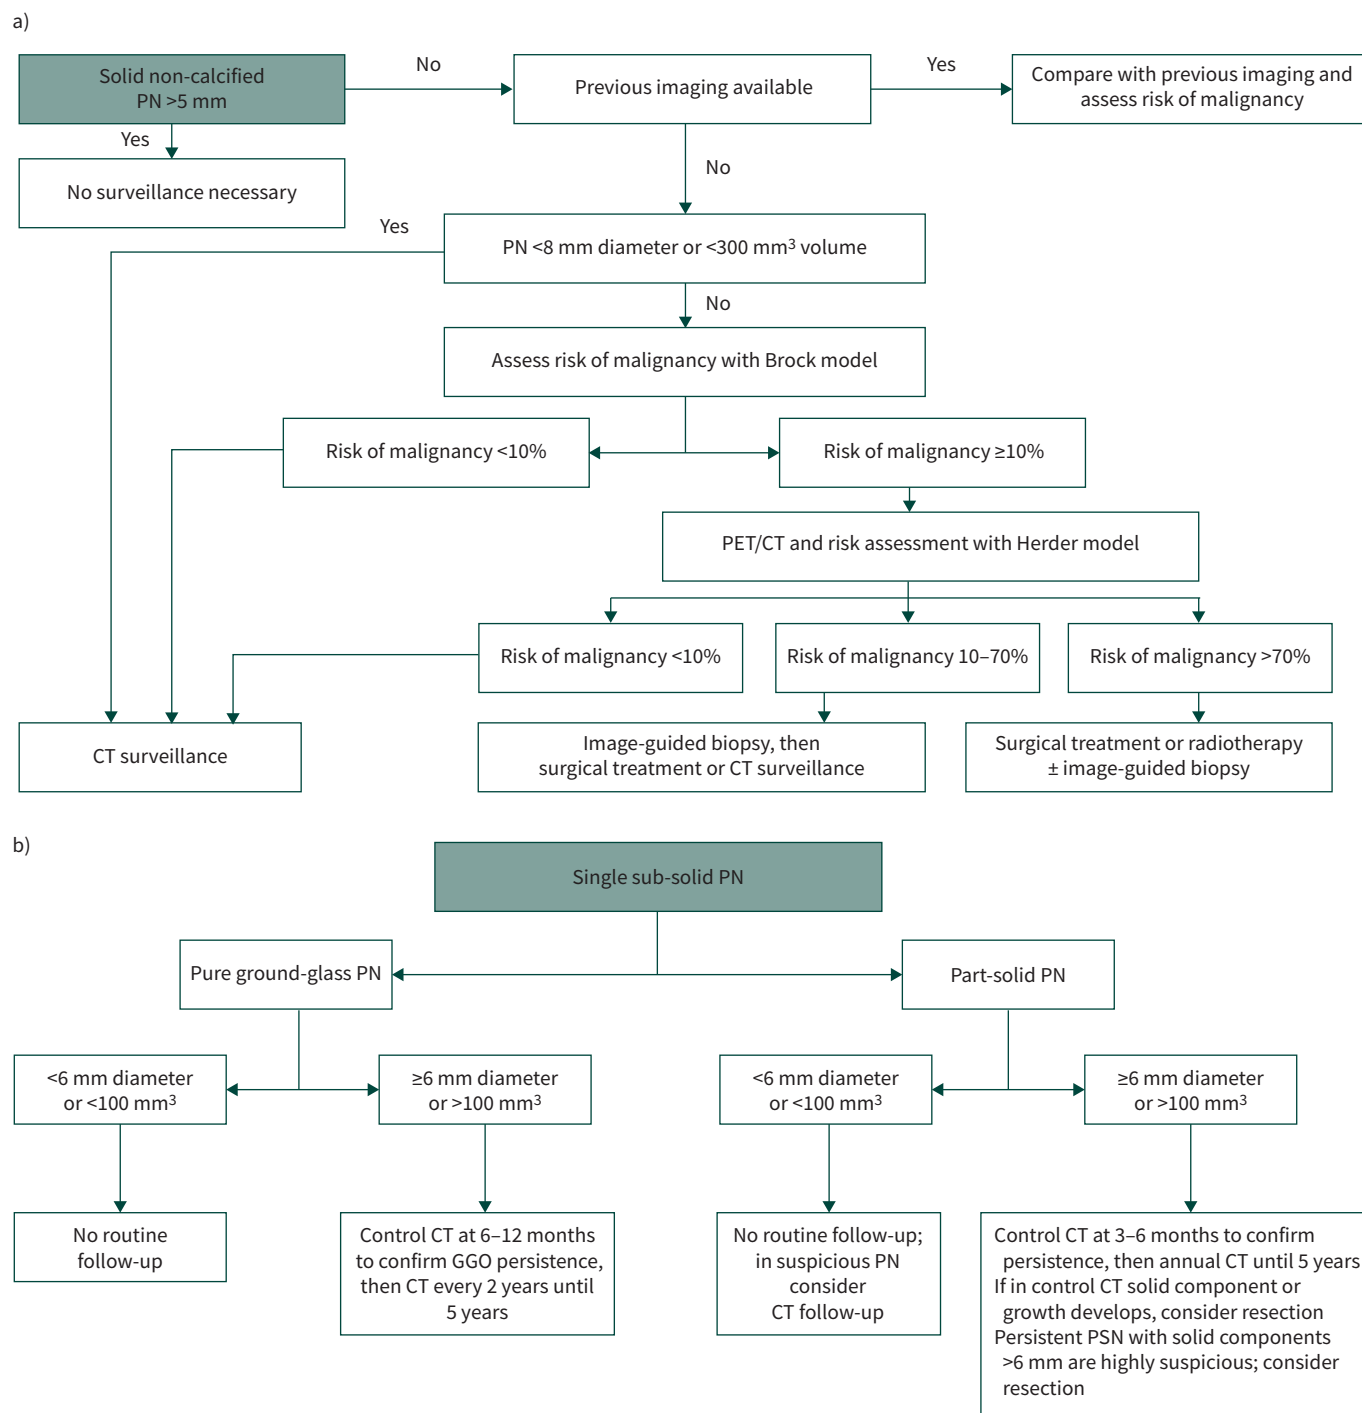 a)
Solid non-calcified
PN >5 mm
No
Previous imaging available
Yes
Compare with previous imaging and
assess risk of malignancy
Yes
No surveillance necessary
No
PN <8 mm diameter or <300 mm³ volume
Yes
No
Assess risk of malignancy with Brock model
Risk of malignancy <10%
Risk of malignancy ≥10%
PET/CT and risk assessment with Herder model
Risk of malignancy <10%
Risk of malignancy 10–70%
Risk of malignancy >70%
CT surveillance
Image-guided biopsy, then
surgical treatment or CT surveillance
Surgical treatment or radiotherapy
± image-guided biopsy
b)
Single sub-solid PN
Pure ground-glass PN
Part-solid PN
<6 mm diameter
or <100 mm³
≥6 mm diameter
or >100 mm³
<6 mm diameter
or <100 mm³
≥6 mm diameter
or >100 mm³
No routine
follow-up
Control CT at 6–12 months
to confirm GGO persistence,
then CT every 2 years until
5 years
No routine follow-up;
in suspicious PN
consider
CT follow-up
Control CT at 3–6 months to confirm
persistence, then annual CT until 5 years
If in control CT solid component or
growth develops, consider resection
Persistent PSN with solid components
>6 mm are highly suspicious; consider
resection